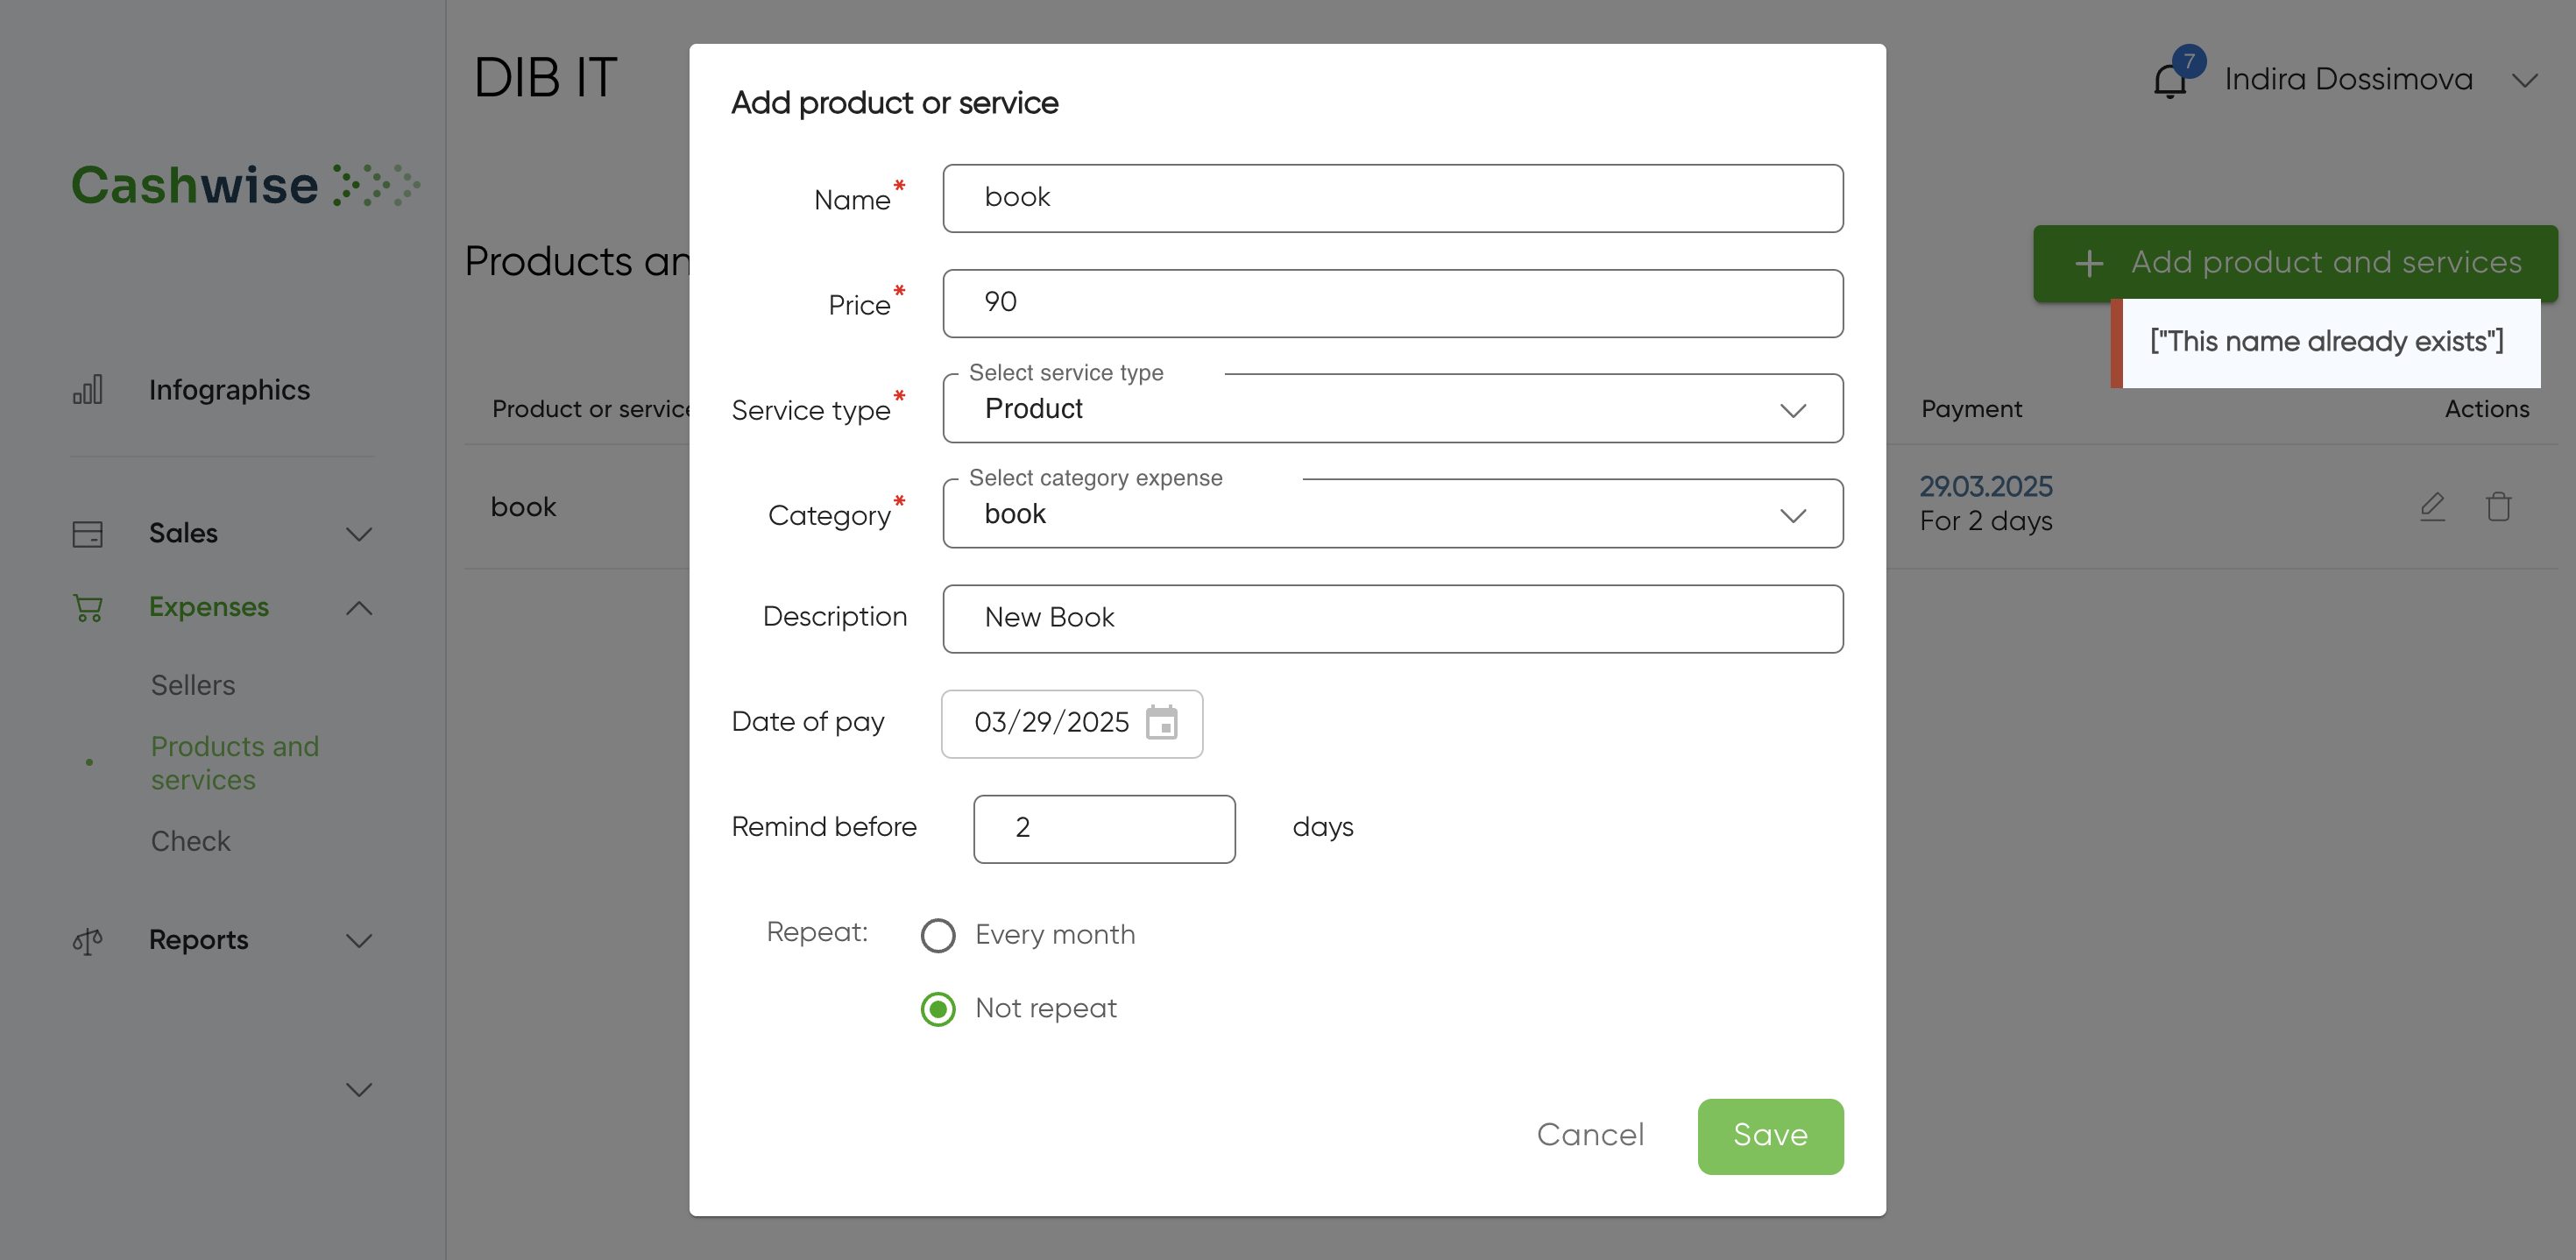 DIB IT
7
Indira Dossimova
Cashwise
Infographics
Sales
Expenses
Sellers
Products and
services
Check
Reports
Products an
+ Add product and services
["This name already exists"]
Product or service
Payment
Actions
book
29.03.2025
For 2 days
Add product or service
Name*
book
Price*
90
Service type*
Select service type
Product
Category*
Select category expense
book
Description
New Book
Date of pay
03/29/2025
Remind before
2
days
Repeat:
Every month
Not repeat
Cancel
Save